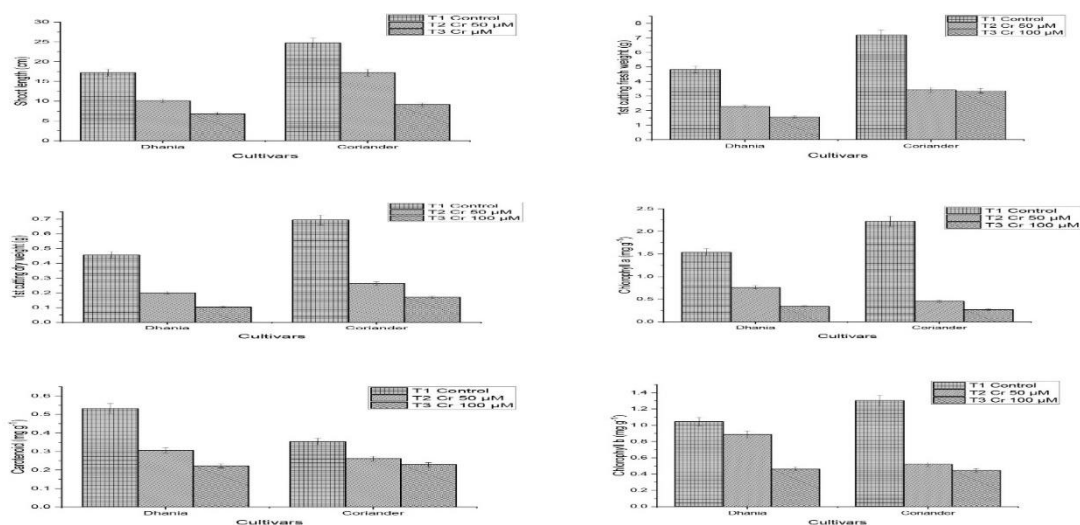 Shoot length (cm)
30
25
20
15
10
5
0
T1 Control
T2 Cr 50 µM
T3 Cr µM
Dhania
Coriander
Cultivars
1st cutting fresh weight (g)
8
7
6
5
4
3
2
1
0
T1 Control
T2 Cr 50 µM
T3 Cr 100 µM
Dhania
Coriander
Cultivars
1st cutting dry weight (g)
0.7
0.6
0.5
0.4
0.3
0.2
0.1
0.0
T1 Control
T2 Cr 50 µM
T3 Cr 100 µM
Dhania
Coriander
Cultivars
Chlorophyll a (mg g⁻¹)
2.5
2.0
1.5
1.0
0.5
0.0
T1 Control
T2 Cr 50 µM
T3 Cr 100 µM
Dhania
Coriander
Cultivars
Carotenoid (mg g⁻¹)
0.6
0.5
0.4
0.3
0.2
0.1
0.0
T1 Control
T2 Cr 50 µM
T3 Cr 100 µM
Dhania
Coriander
Cultivars
Chlorophyll b (mg g⁻¹)
1.4
1.2
1.0
0.8
0.6
0.4
0.2
0.0
T1 Control
T2 Cr 50 µM
T3 Cr 100 µM
Dhania
Coriander
Cultivars